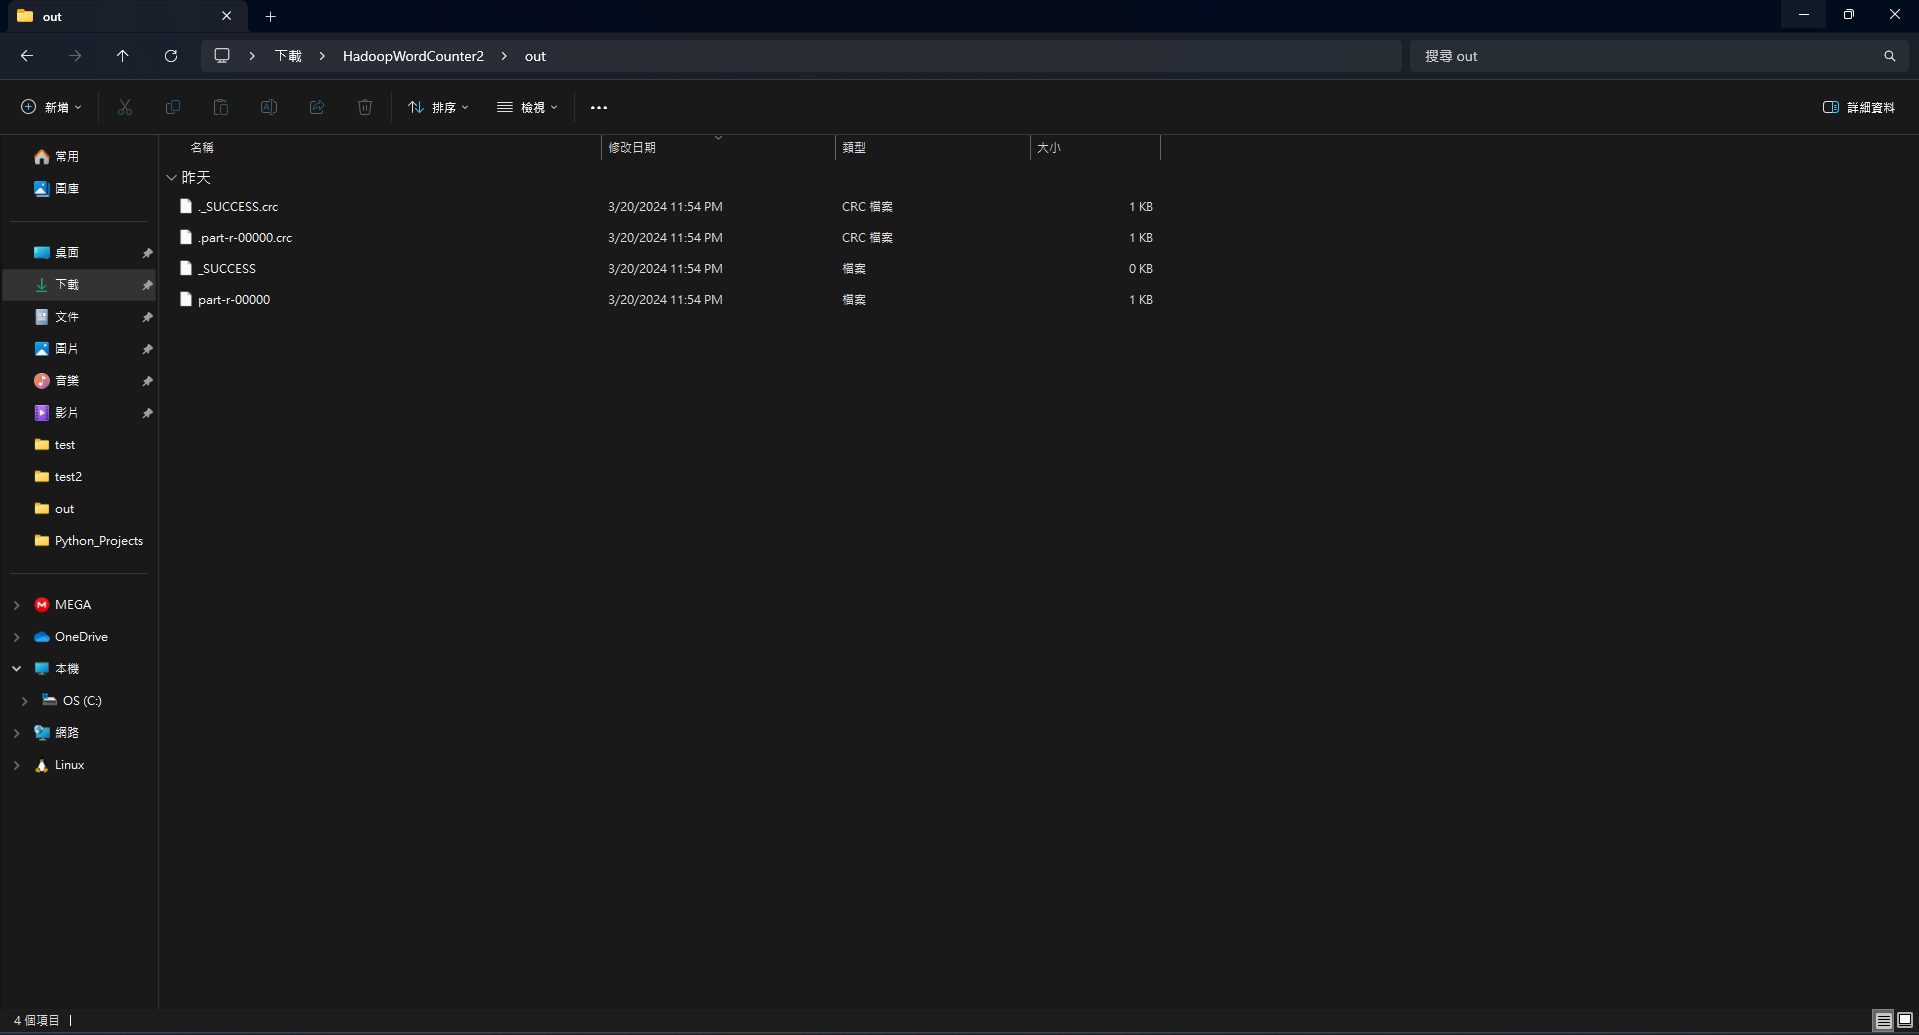 out
下載 HadoopWordCounter2 out
搜尋 out
新增 排序 檢視 詳細資料
名稱 修改日期 類型 大小
昨天
._SUCCESS.crc 3/20/2024 11:54 PM CRC 檔案 1 KB
.part-r-00000.crc 3/20/2024 11:54 PM CRC 檔案 1 KB
_SUCCESS 3/20/2024 11:54 PM 檔案 0 KB
part-r-00000 3/20/2024 11:54 PM 檔案 1 KB
常用
圖庫
桌面
下載
文件
圖片
音樂
影片
test
test2
out
Python_Projects
MEGA
OneDrive
本機
OS (C:)
網路
Linux
4 個項目